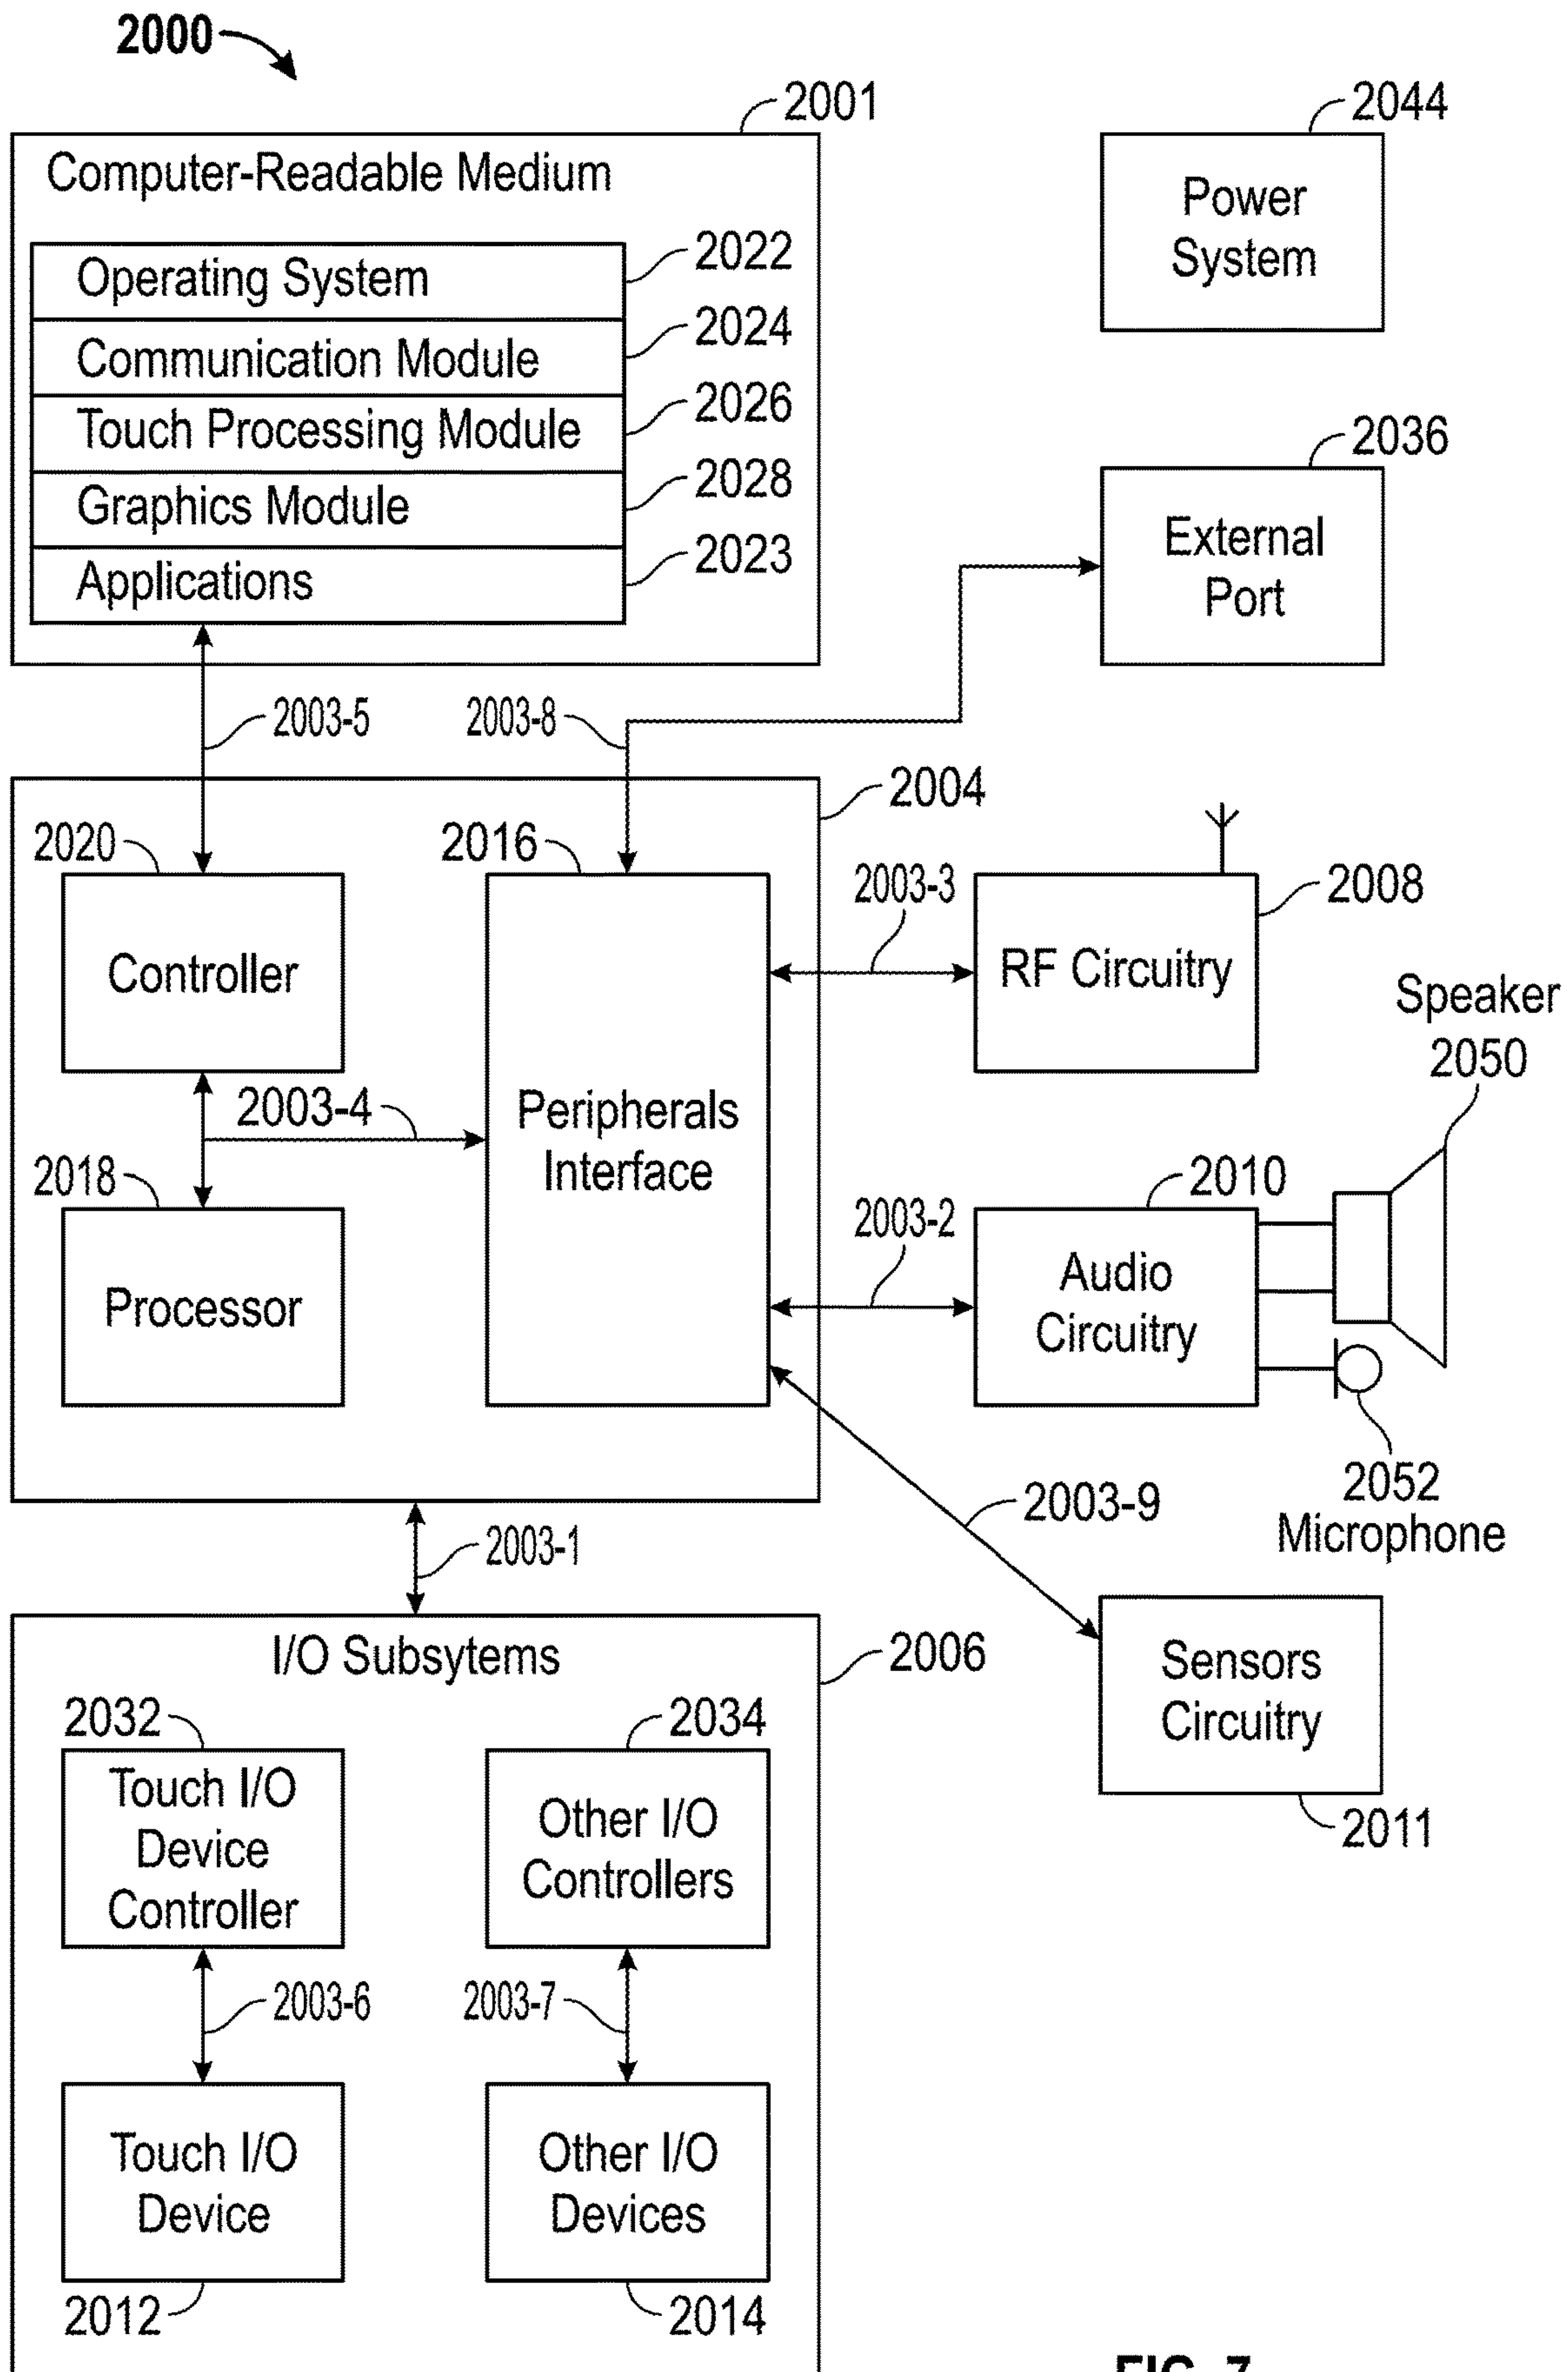 2000
2001
Computer-Readable Medium
Operating System
2022
Communication Module
2024
Touch Processing Module
2026
Graphics Module
2028
Applications
2023
2044
Power
System
2036
External
Port
2003-5
2003-8
2004
2020
Controller
2016
Peripherals
Interface
2003-4
2018
Processor
2003-3
2008
RF Circuitry
Speaker
2050
2003-2
2010
Audio
Circuitry
2052
Microphone
2003-9
2003-1
Sensors
Circuitry
2011
I/O Subsytems
2006
2032
Touch I/O
Device
Controller
2034
Other I/O
Controllers
2003-6
2003-7
Touch I/O
Device
2012
Other I/O
Devices
2014
FIG. 7